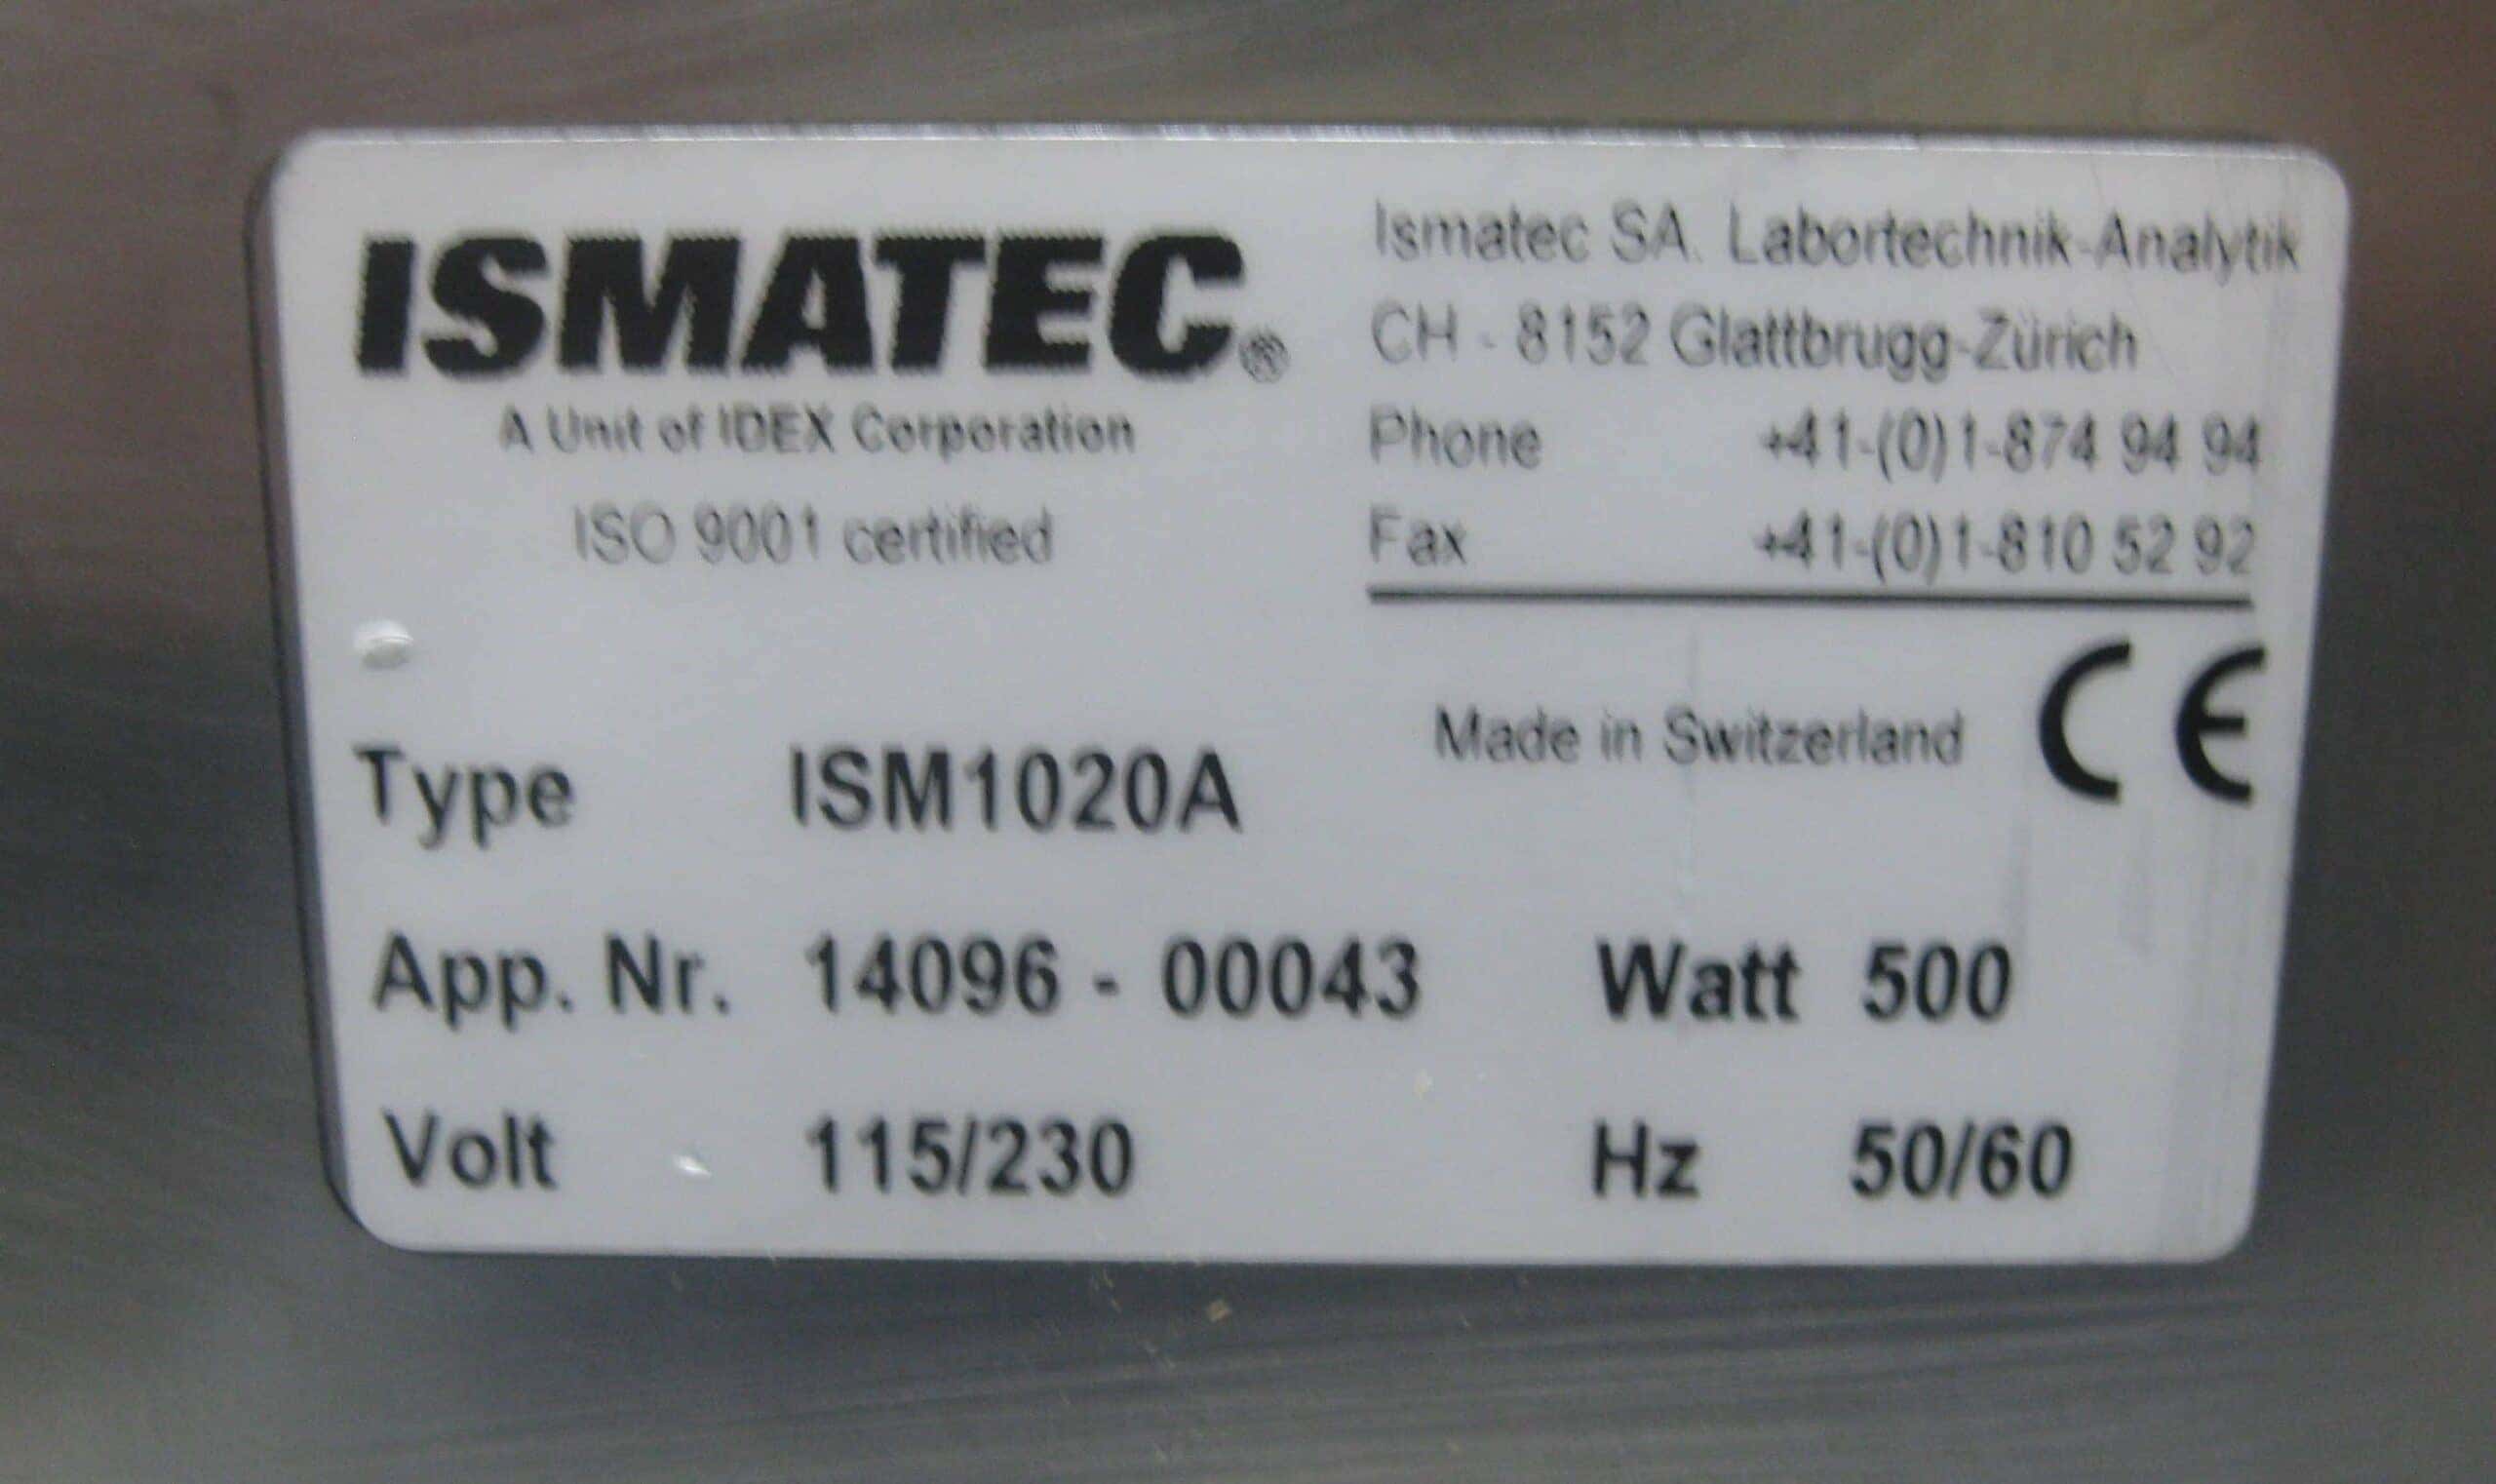 ISMATEC®
A Unit of IDEX Corporation
ISO 9001 certified
Ismatec SA. Labortechnik-Analytik
CH - 8152 Glattbrugg-Zürich
Phone +41-(0)1-874 94 94
Fax +41-(0)1-810 52 92
Made in Switzerland CE
Type ISM1020A
App. Nr. 14096 - 00043 Watt 500
Volt 115/230 Hz 50/60